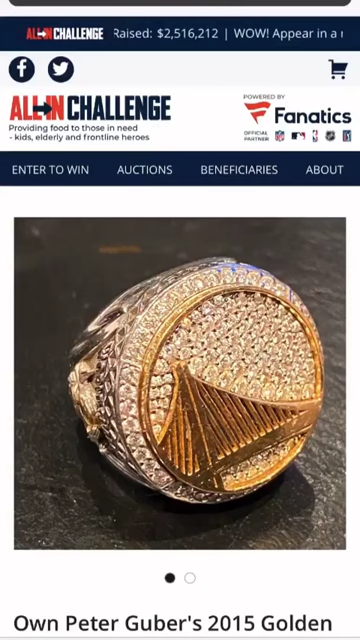 ALL-IN CHALLENGE Raised: $2,516,212 | WOW! Appear in a
ALL-IN CHALLENGE
Providing food to those in need
- kids, elderly and frontline heroes
POWERED BY
Fanatics
OFFICIAL
PARTNER
ENTER TO WIN AUCTIONS BENEFICIARIES ABOUT
Own Peter Guber's 2015 Golden